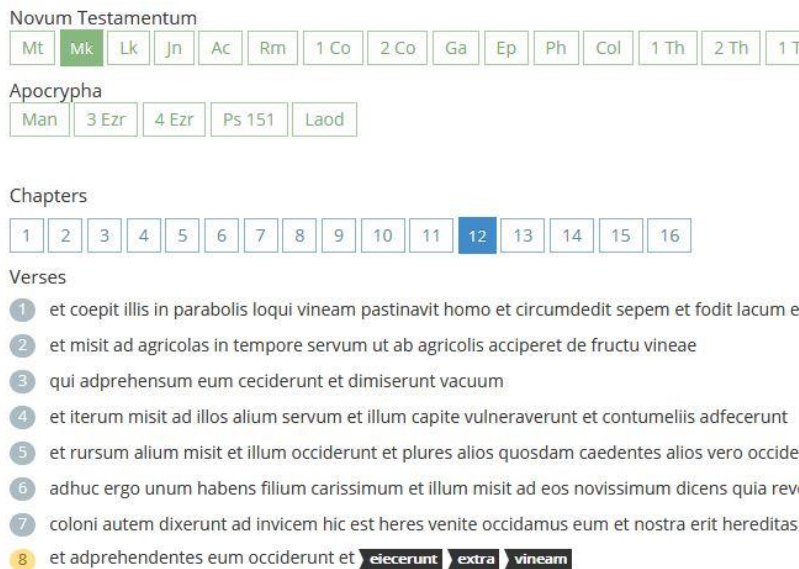 Novum Testamentum
Mt Mk Lk Jn Ac Rm 1 Co 2 Co Ga Ep Ph Col 1 Th 2 Th 1 T
Apocrypha
Man 3 Ezr 4 Ezr Ps 151 Laod
Chapters
1 2 3 4 5 6 7 8 9 10 11 12 13 14 15 16
Verses
1 et coepit illis in parabolis loqui vineam pastinavit homo et circumdedit sepem et fodit lacum e
2 et misit ad agricolas in tempore servum ut ab agricolis acciperet de fructu vineae
3 qui adprehensum eum ceciderunt et dimiserunt vacuum
4 et iterum misit ad illos alium servum et illum capite vulneraverunt et contumeliis adfecerunt
5 et rursum alium misit et illum occiderunt et plures alios quosdam caedentes alios vero occide
6 adhuc ergo unum habens filium carissimum et illum misit ad eos novissimum dicens quia reve
7 coloni autem dixerunt ad invicem hic est heres venite occidamus eum et nostra erit hereditas
8 et adprehendentes eum occiderunt et eiecerunt extra vineam